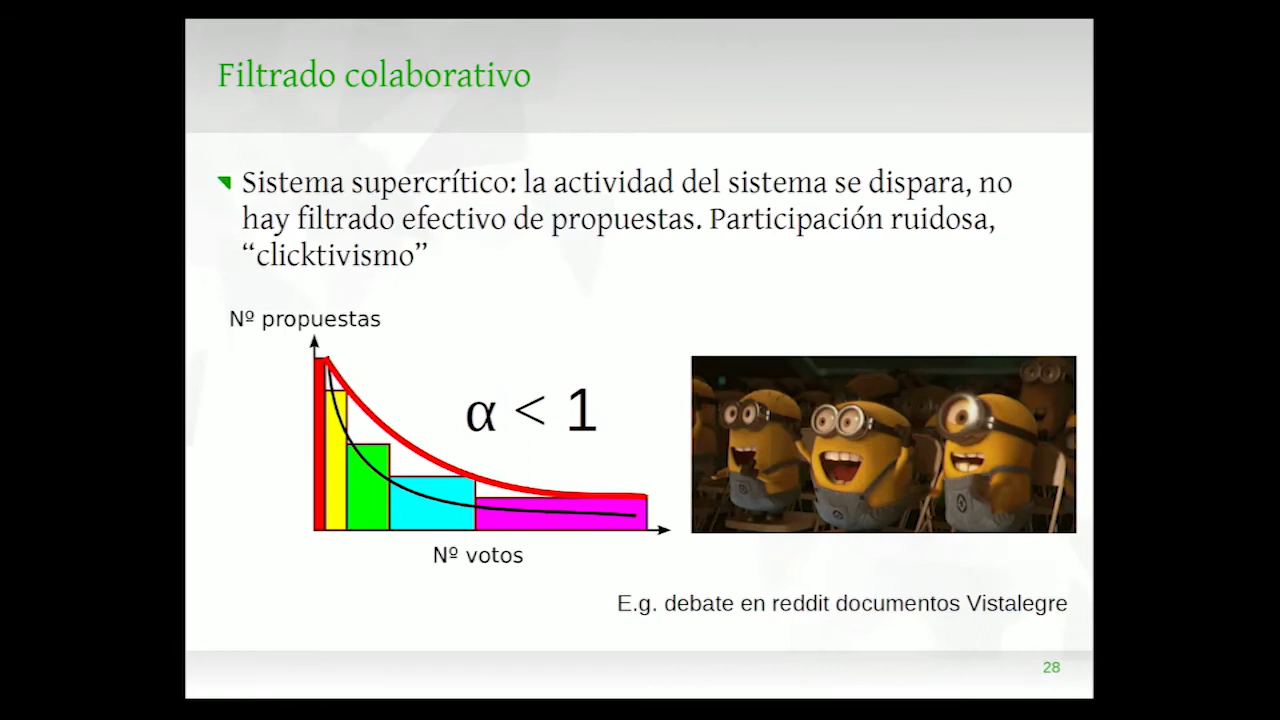 Filtrado colaborativo
Sistema supercrítico: la actividad del sistema se dispara, no
hay filtrado efectivo de propuestas. Participación ruidosa,
“clicktivismo”
Nº propuestas
α < 1
Nº votos
E.g. debate en reddit documentos Vistalegre
28